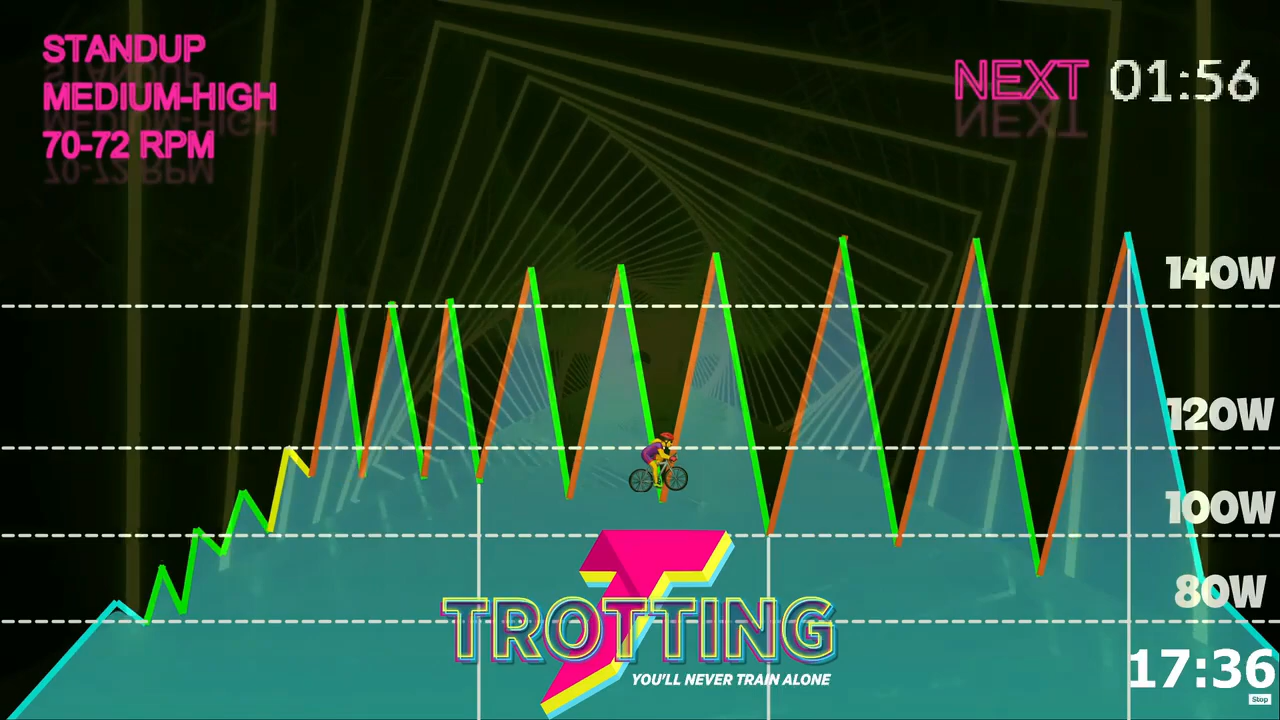 STANDUP
MEDIUM-HIGH
70-72 RPM
NEXT 01:56
140W
120W
100W
80W
TROTTING
YOU'LL NEVER TRAIN ALONE
17:36
Stop